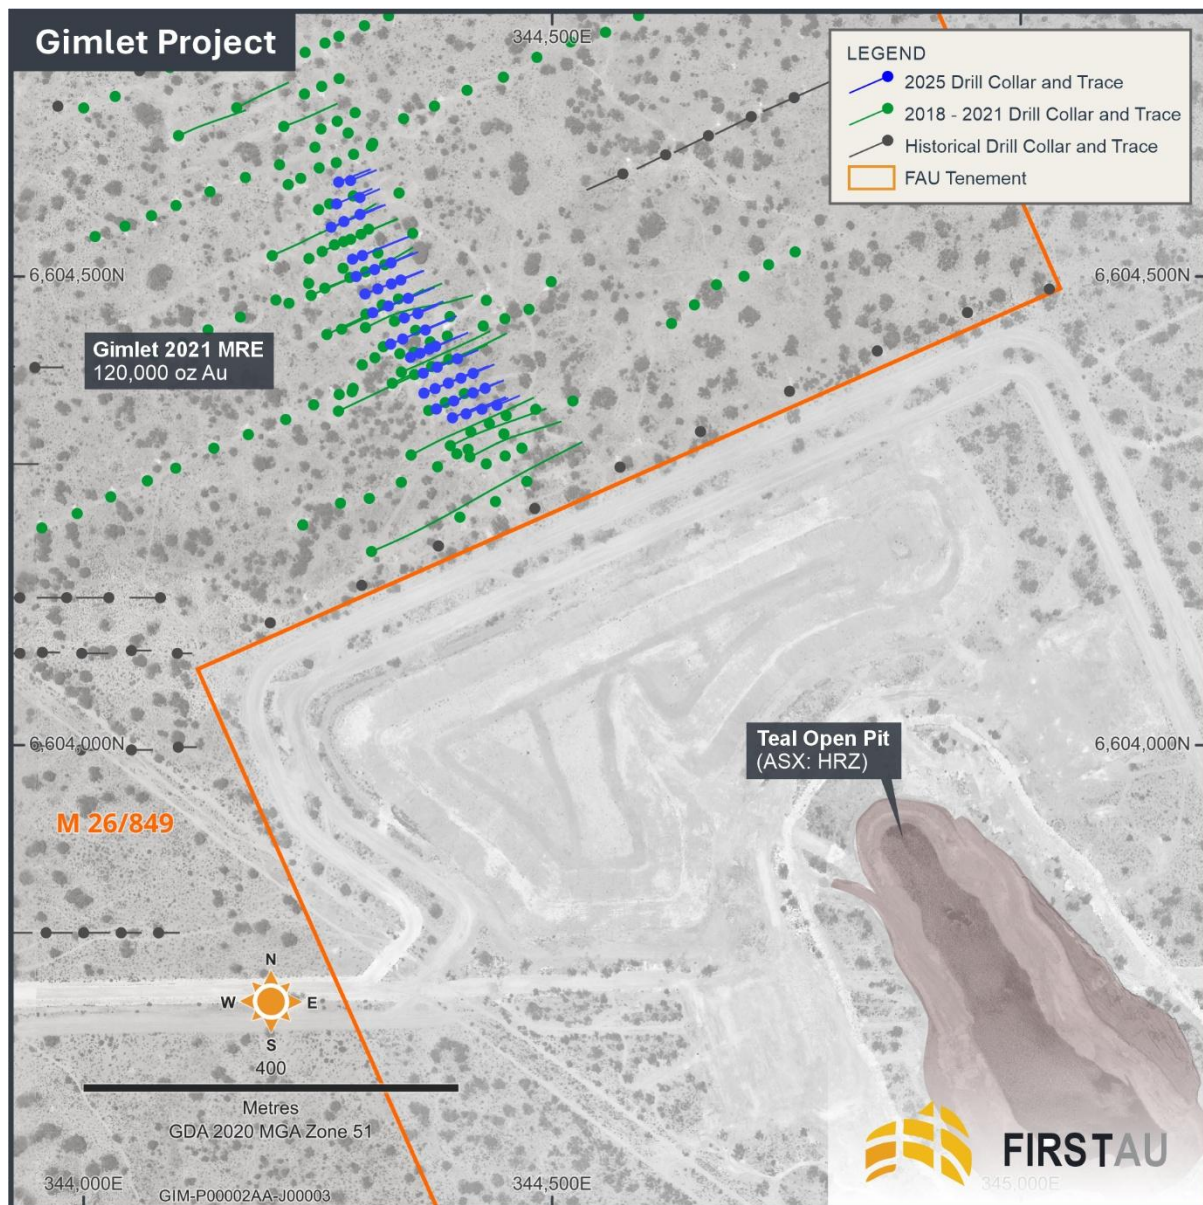 Gimlet Project
344,500E
LEGEND
2025 Drill Collar and Trace
2018 - 2021 Drill Collar and Trace
Historical Drill Collar and Trace
FAU Tenement
6,604,500N
6,604,500N
Gimlet 2021 MRE
120,000 oz Au
6,604,000N
6,604,000N
Teal Open Pit
(ASX: HRZ)
M 26/849
N
W
E
S
400
Metres
GDA 2020 MGA Zone 51
FIRSTAU
344,000E
344,500E
345,000E
GIM-P00002AA-J00003